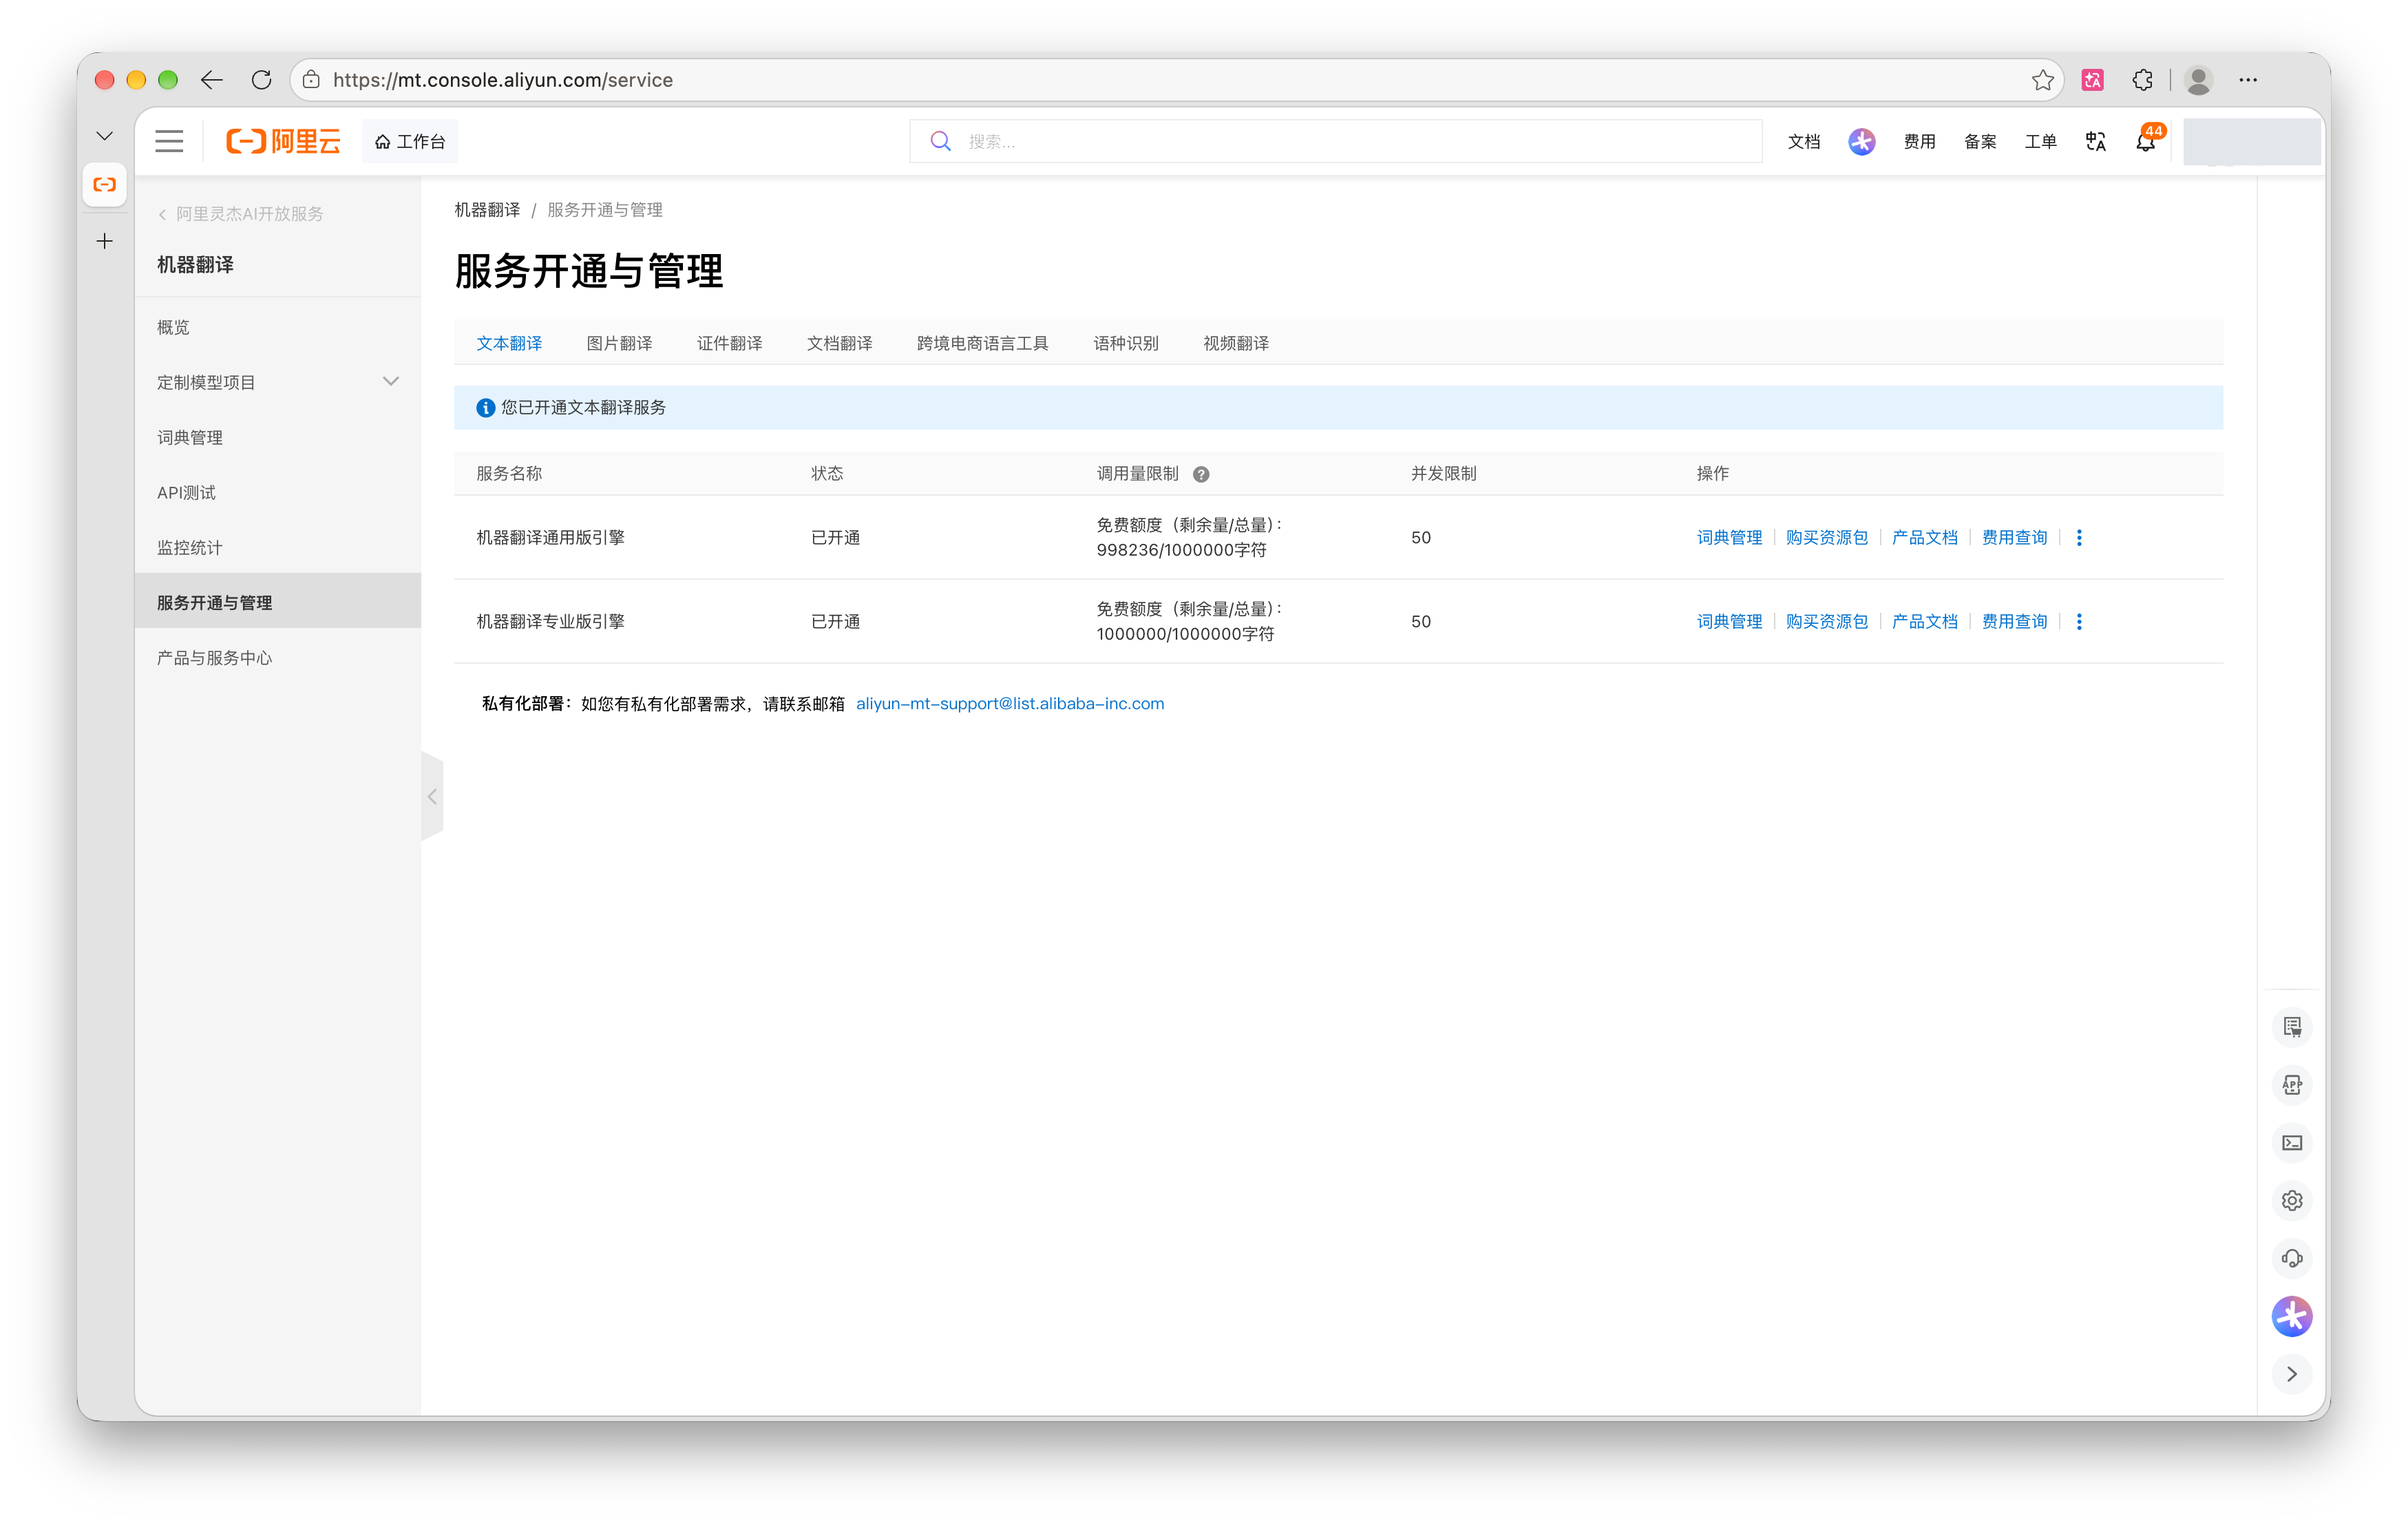 https://mt.console.aliyun.com/service
阿里云
工作台
搜索...
文档
费用
备案
工单
44
阿里灵杰AI开放服务
机器翻译
概览
定制模型项目
词典管理
API测试
监控统计
服务开通与管理
产品与服务中心
机器翻译 / 服务开通与管理
服务开通与管理
文本翻译 图片翻译 证件翻译 文档翻译 跨境电商语言工具 语种识别 视频翻译
您已开通文本翻译服务
服务名称 状态 调用量限制 并发限制 操作
机器翻译通用版引擎 已开通 免费额度（剩余量/总量）：
998236/1000000字符 50 词典管理 购买资源包 产品文档 费用查询
机器翻译专业版引擎 已开通 免费额度（剩余量/总量）：
1000000/1000000字符 50 词典管理 购买资源包 产品文档 费用查询
私有化部署：如您有私有化部署需求，请联系邮箱 aliyun-mt-support@list.alibaba-inc.com
APP